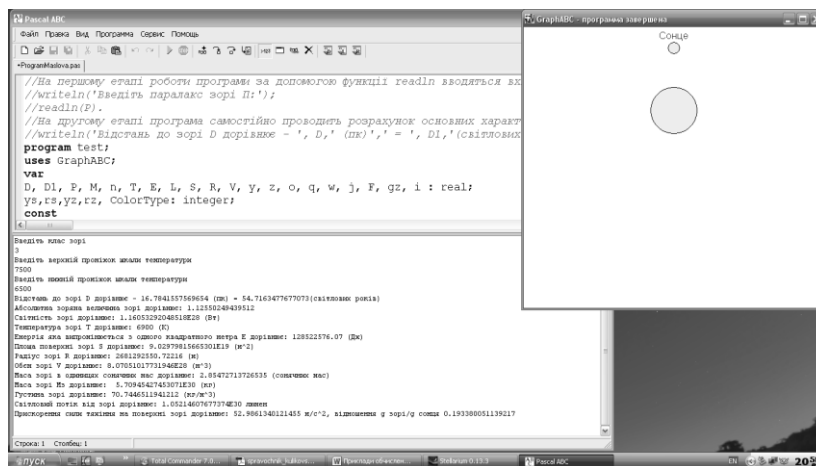 Pascal ABC
Файл Правка Вид Программа Сервис Помощь
•ProgramMaslova.pas
//На першому етапі роботи програми за допомогою функції readln вводяться вх
//writeln('Введіть паралакс зорі П:');
//readln(P).
//На другому етапі програма самостійно проводить розрахунок основних характ
//writeln('Відстань до зорі D дорівнює - ', D,' (пк)',' = ', D1,'(світлових
program test;
uses GraphABC;
var
D, D1, P, M, n, T, E, L, S, R, V, y, z, o, q, w, j, F, gz, i : real;
ys,rs,yz,rz, ColorType: integer;
const
Введіть клас зорі
3
Введіть верхній проміжок шкали температури
7500
Введіть нижній проміжок шкали температури
6500
Відстань до зорі D дорівнює - 16.7841557569654 (пк) = 54.7163477677073(світлових років)
Абсолютна зоряна величина зорі дорівнює: 1.12550249439512
Світність зорі дорівнює: 1.16053292048518E28 (Вт)
Температура зорі T дорівнює: 6900 (К)
Енергія яка випромінюється з одного квадратного метра E дорівнює: 128522576.07 (Дж)
Площа поверхні зорі S дорівнює: 9.02979815665301E19 (м^2)
Радіус зорі R дорівнює: 2681292550.72216 (м)
Обєм зорі V дорівнює: 8.07051017731946E28 (м^3)
Маса зорі в одиницях сонячних мас дорівнює: 2.85472713726535 (сонячних мас)
Маса зорі Mз дорівнює: 5.70945427453071E30 (кг)
Густина зорі дорівнює: 70.7446511941212 (кг/м^3)
Світловий потік від зорі дорівнює: 1.05214607677374E30 люмен
Прискорення сили тяжіння на поверхні зорі дорівнює: 52.9861340121455 м/с^2, відношення g зорі/g сонця 0.193388051139217
Строка: 1 Столбец: 1
GraphABC - программа завершена
Сонце
пуск
Total Commander 7.0...
spravochnik_kulikovs...
Приклади обчислен...
Stellarium 0.13.3
Pascal ABC
EN